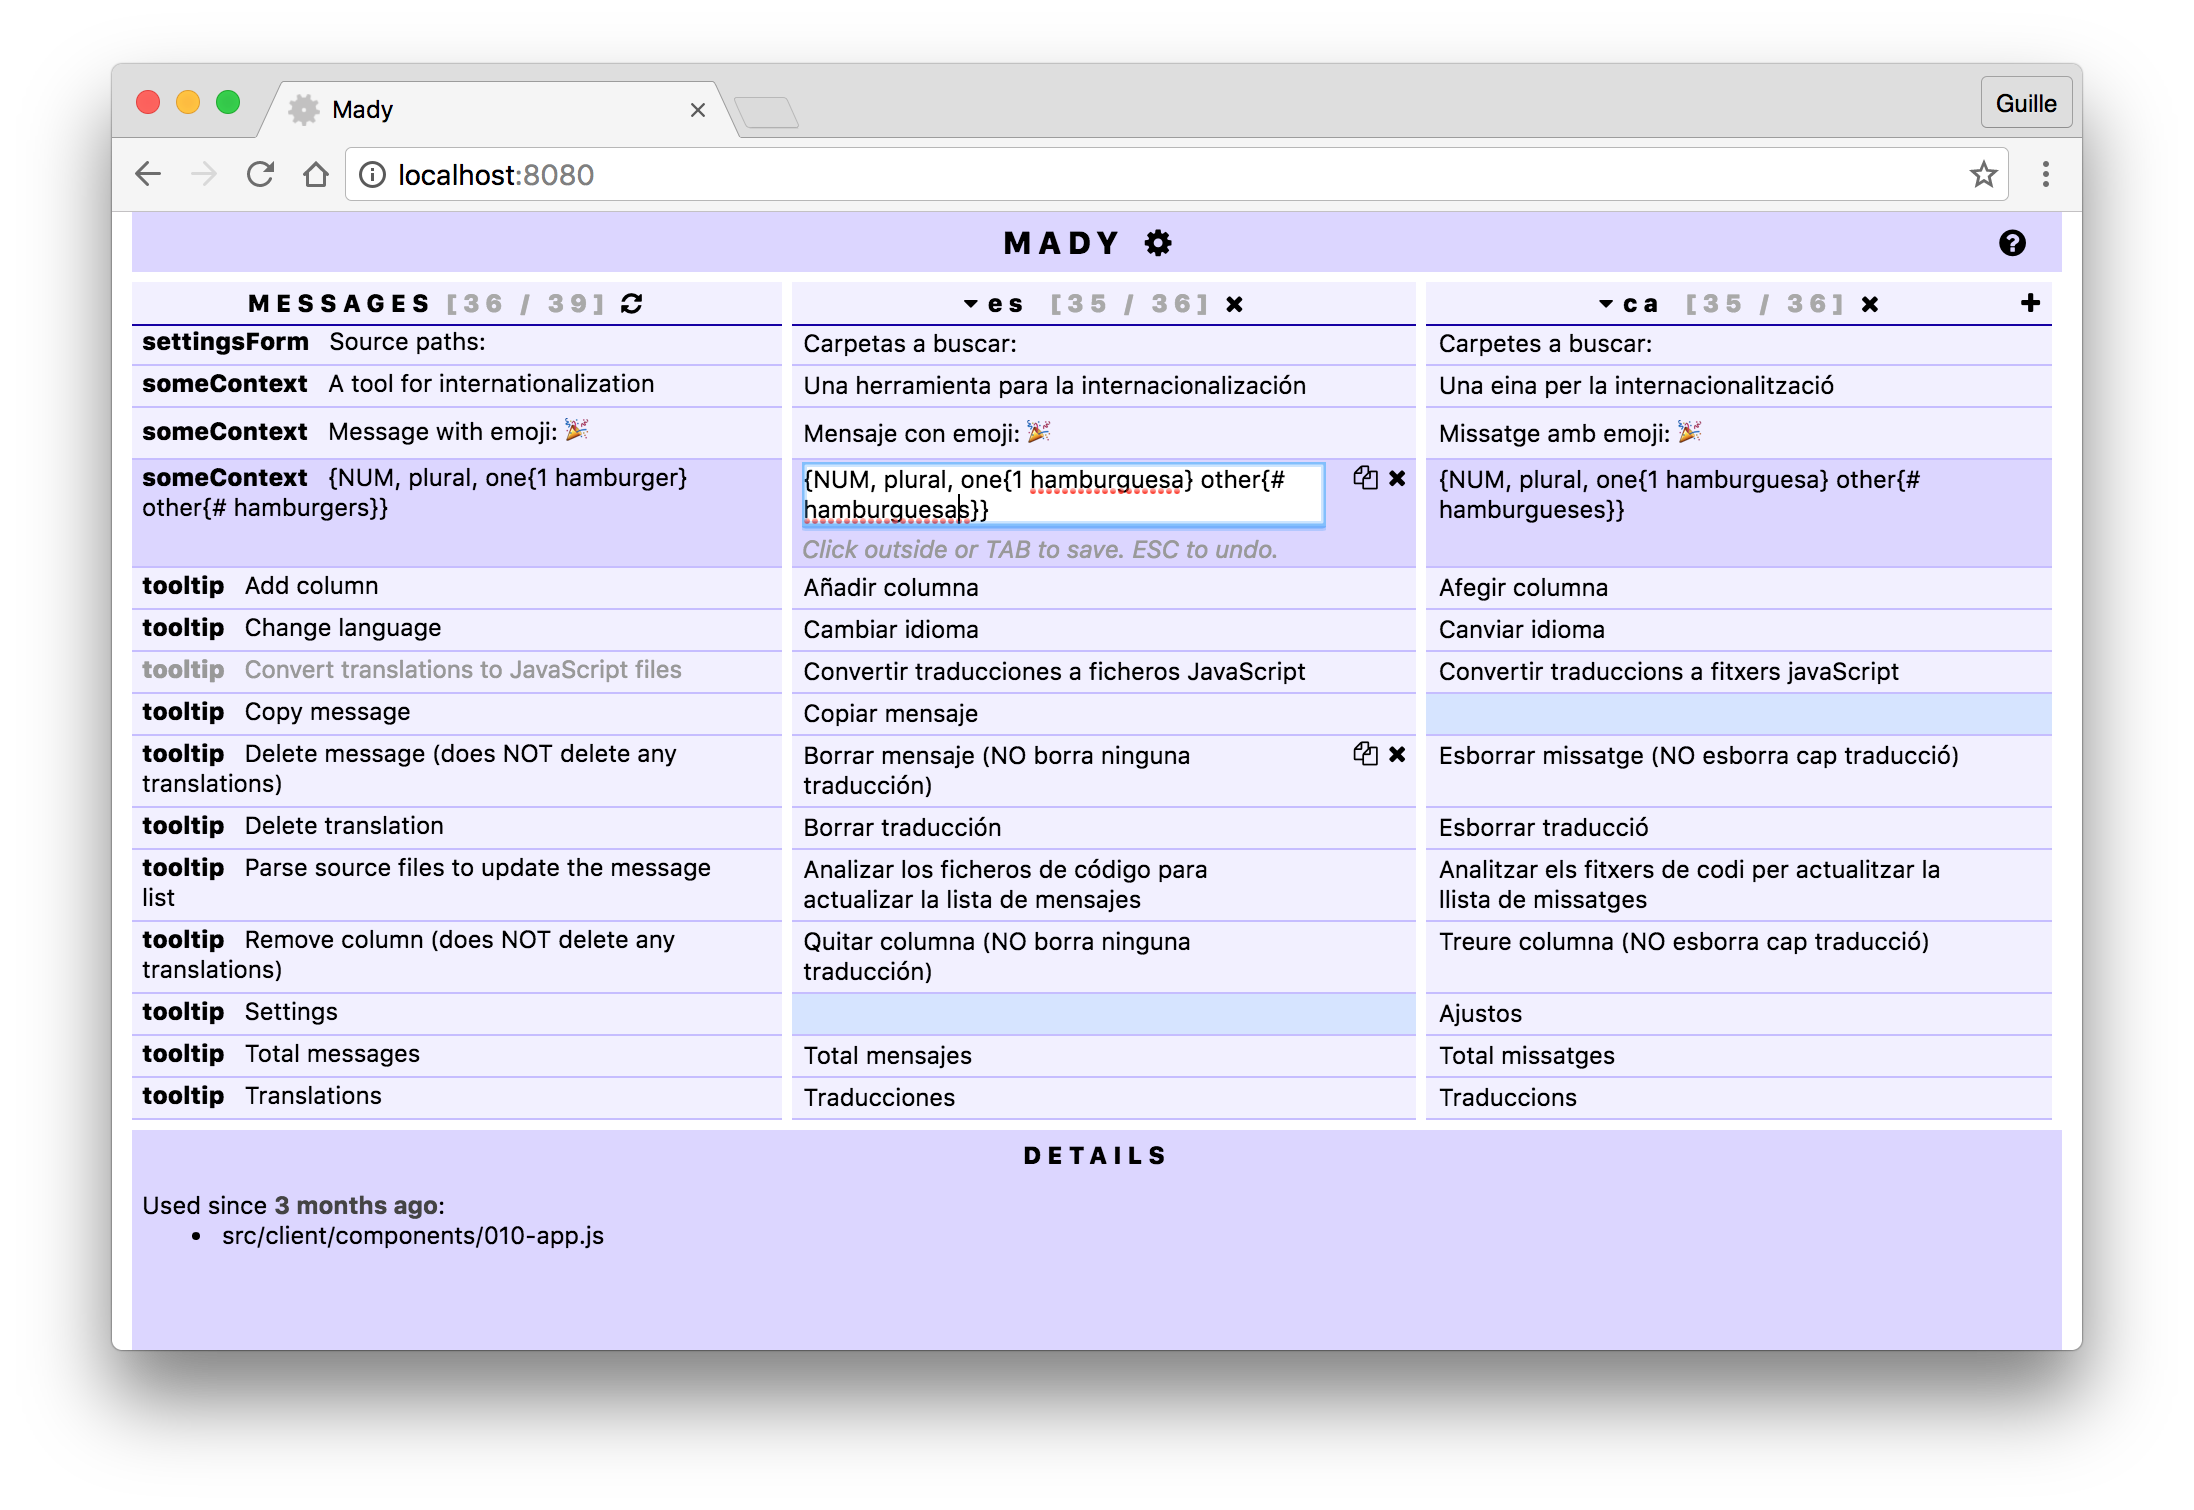 Mady
Guille
localhost:8080
MADY
MESSAGES [36 / 39]
es [35 / 36]
ca [35 / 36]
settingsForm Source paths:
Carpetas a buscar:
Carpetes a buscar:
someContext A tool for internationalization
Una herramienta para la internacionalización
Una eina per la internacionalització
someContext Message with emoji: 🎉
Mensaje con emoji: 🎉
Missatge amb emoji: 🎉
someContext {NUM, plural, one{1 hamburger}
other{# hamburgers}}
{NUM, plural, one{1 hamburguesa} other{#
hamburguesas}}
Click outside or TAB to save. ESC to undo.
{NUM, plural, one{1 hamburguesa} other{#
hamburgueses}}
tooltip Add column
Añadir columna
Afegir columna
tooltip Change language
Cambiar idioma
Canviar idioma
tooltip Convert translations to JavaScript files
Convertir traducciones a ficheros JavaScript
Convertir traduccions a fitxers javaScript
tooltip Copy message
Copiar mensaje
tooltip Delete message (does NOT delete any
translations)
Borrar mensaje (NO borra ninguna
traducción)
Esborrar missatge (NO esborra cap traducció)
tooltip Delete translation
Borrar traducción
Esborrar traducció
tooltip Parse source files to update the message
list
Analizar los ficheros de código para
actualizar la lista de mensajes
Analitzar els fitxers de codi per actualitzar la
llista de missatges
tooltip Remove column (does NOT delete any
translations)
Quitar columna (NO borra ninguna
traducción)
Treure columna (NO esborra cap traducció)
tooltip Settings
Ajustos
tooltip Total messages
Total mensajes
Total missatges
tooltip Translations
Traducciones
Traduccions
DETAILS
Used since 3 months ago:
• src/client/components/010-app.js